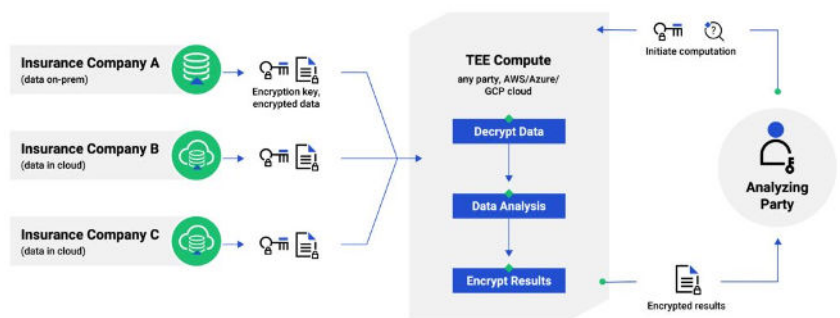 Insurance Company A
(data on-prem)
Encryption key,
encrypted data
Insurance Company B
(data in cloud)
Insurance Company C
(data in cloud)
TEE Compute
any party, AWS/Azure/
GCP cloud
Decrypt Data
Data Analysis
Encrypt Results
Initiate computation
Analyzing
Party
Encrypted results